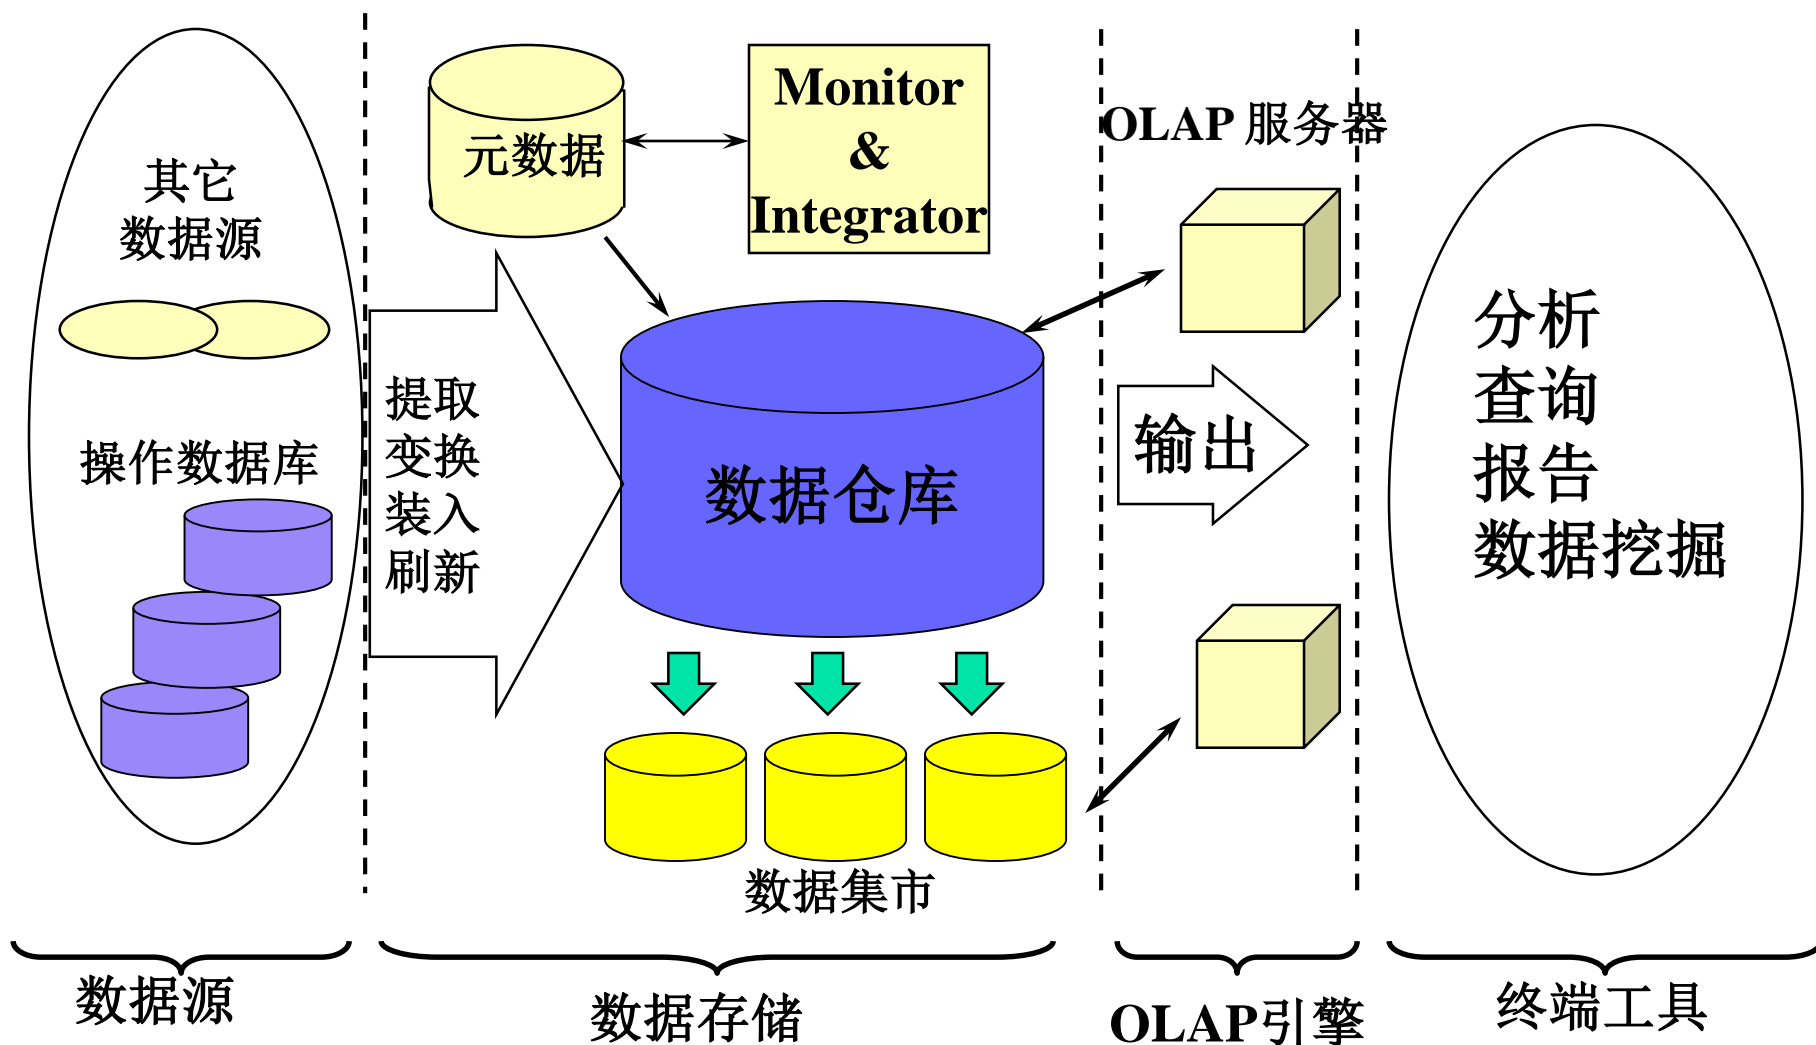 其它
数据源
操作数据库
提取
变换
装入
刷新
元数据
Monitor
&
Integrator
数据仓库
数据集市
OLAP 服务器
输出
分析
查询
报告
数据挖掘
数据源
数据存储
OLAP引擎
终端工具